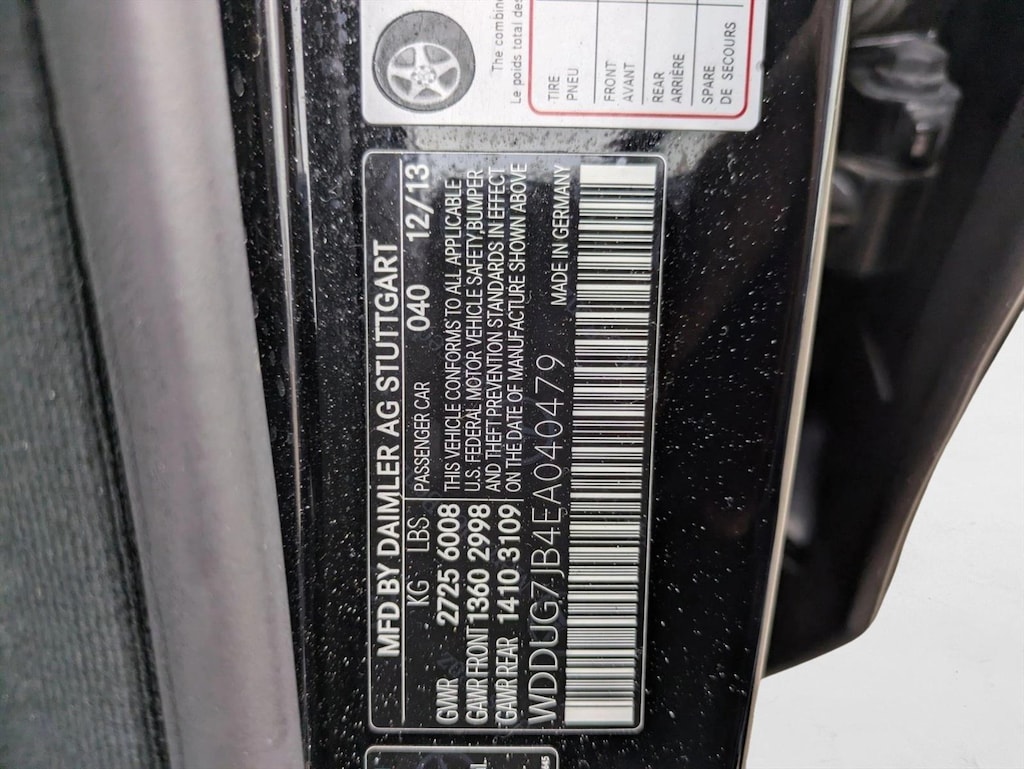 MFD BY DAIMLER AG STUTTGART
KG LBS PASSENGER CAR 040 12/13
GVWR 2725 6008 THIS VEHICLE CONFORMS TO ALL APPLICABLE
GAWR FRONT 1360 2998 U.S. FEDERAL MOTOR VEHICLE SAFETY,BUMPER
GAWR REAR 1410 3109 AND THEFT PREVENTION STANDARDS IN EFFECT
ON THE DATE OF MANUFACTURE SHOWN ABOVE
WDDUG7JB4EA040479 MADE IN GERMANY
The combine
Le poids total des
TIRE
PNEU
FRONT
AVANT
REAR
ARRIÈRE
SPARE
DE SECOURS